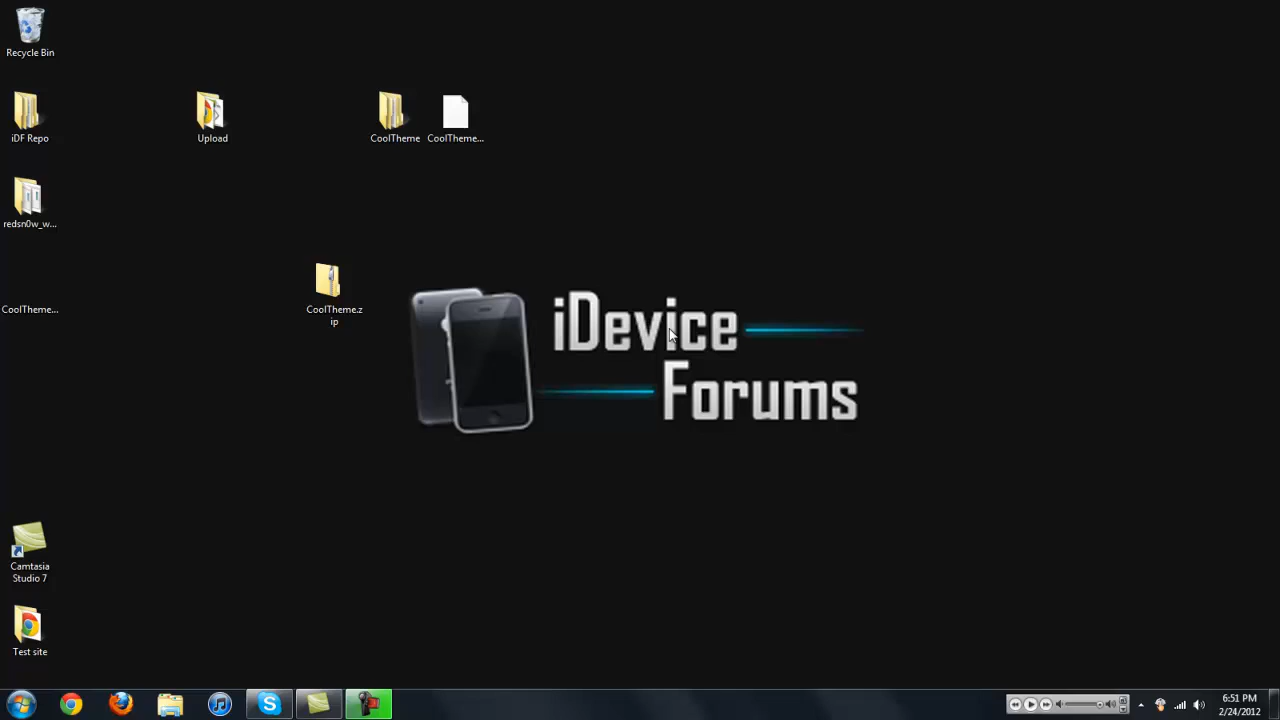 Recycle Bin
iDF Repo
Upload
CoolTheme
CoolTheme...
redsn0w_w...
CoolTheme...
CoolTheme.z
ip
iDevice
Forums
Camtasia
Studio 7
Test site
6:51 PM
2/24/2012